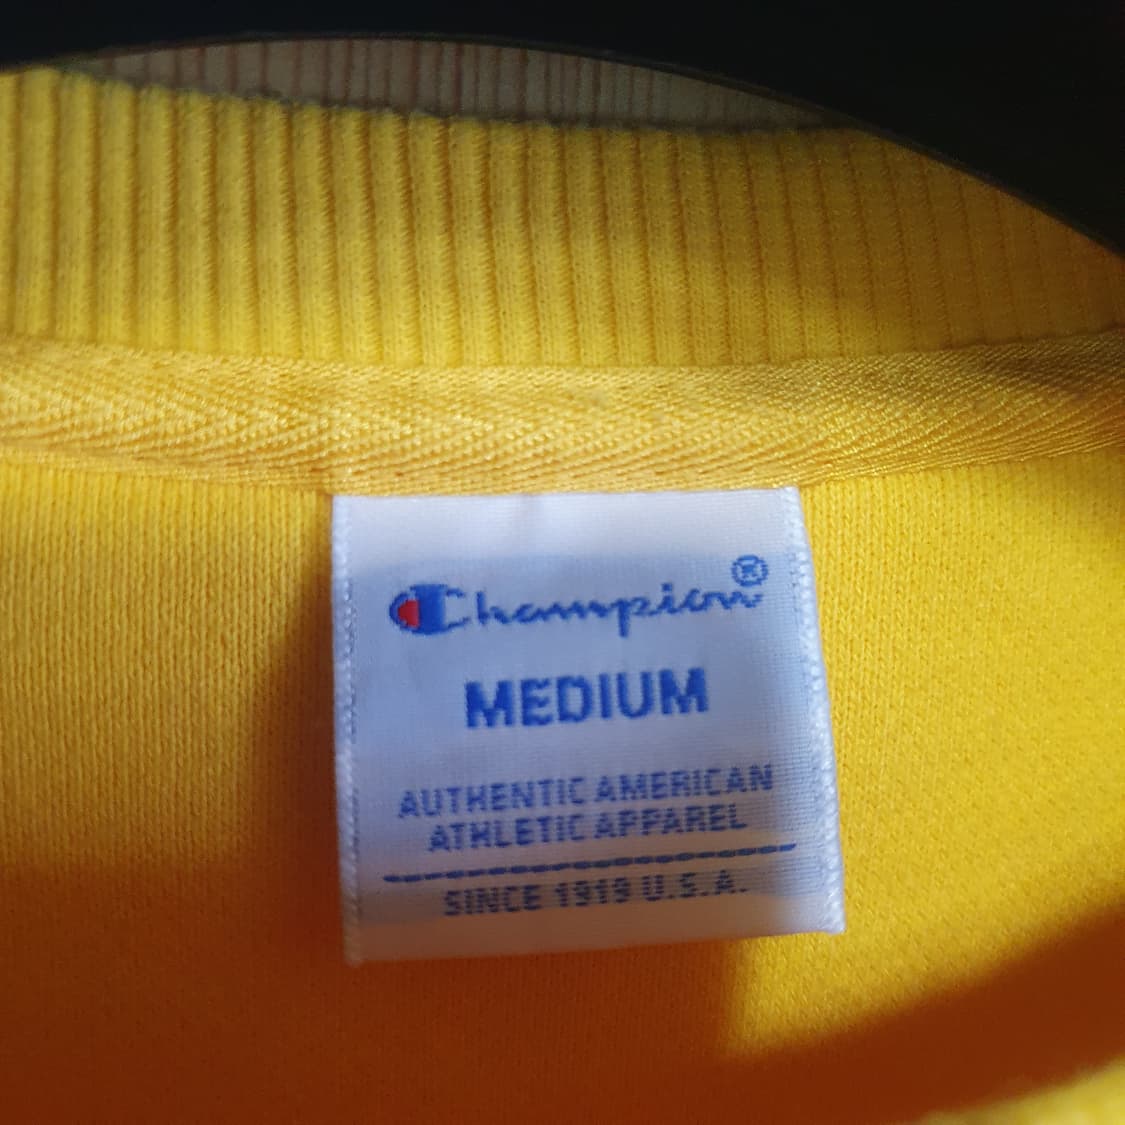 Champion®
MEDIUM
AUTHENTIC AMERICAN
ATHLETIC APPAREL
SINCE 1919 U.S.A.